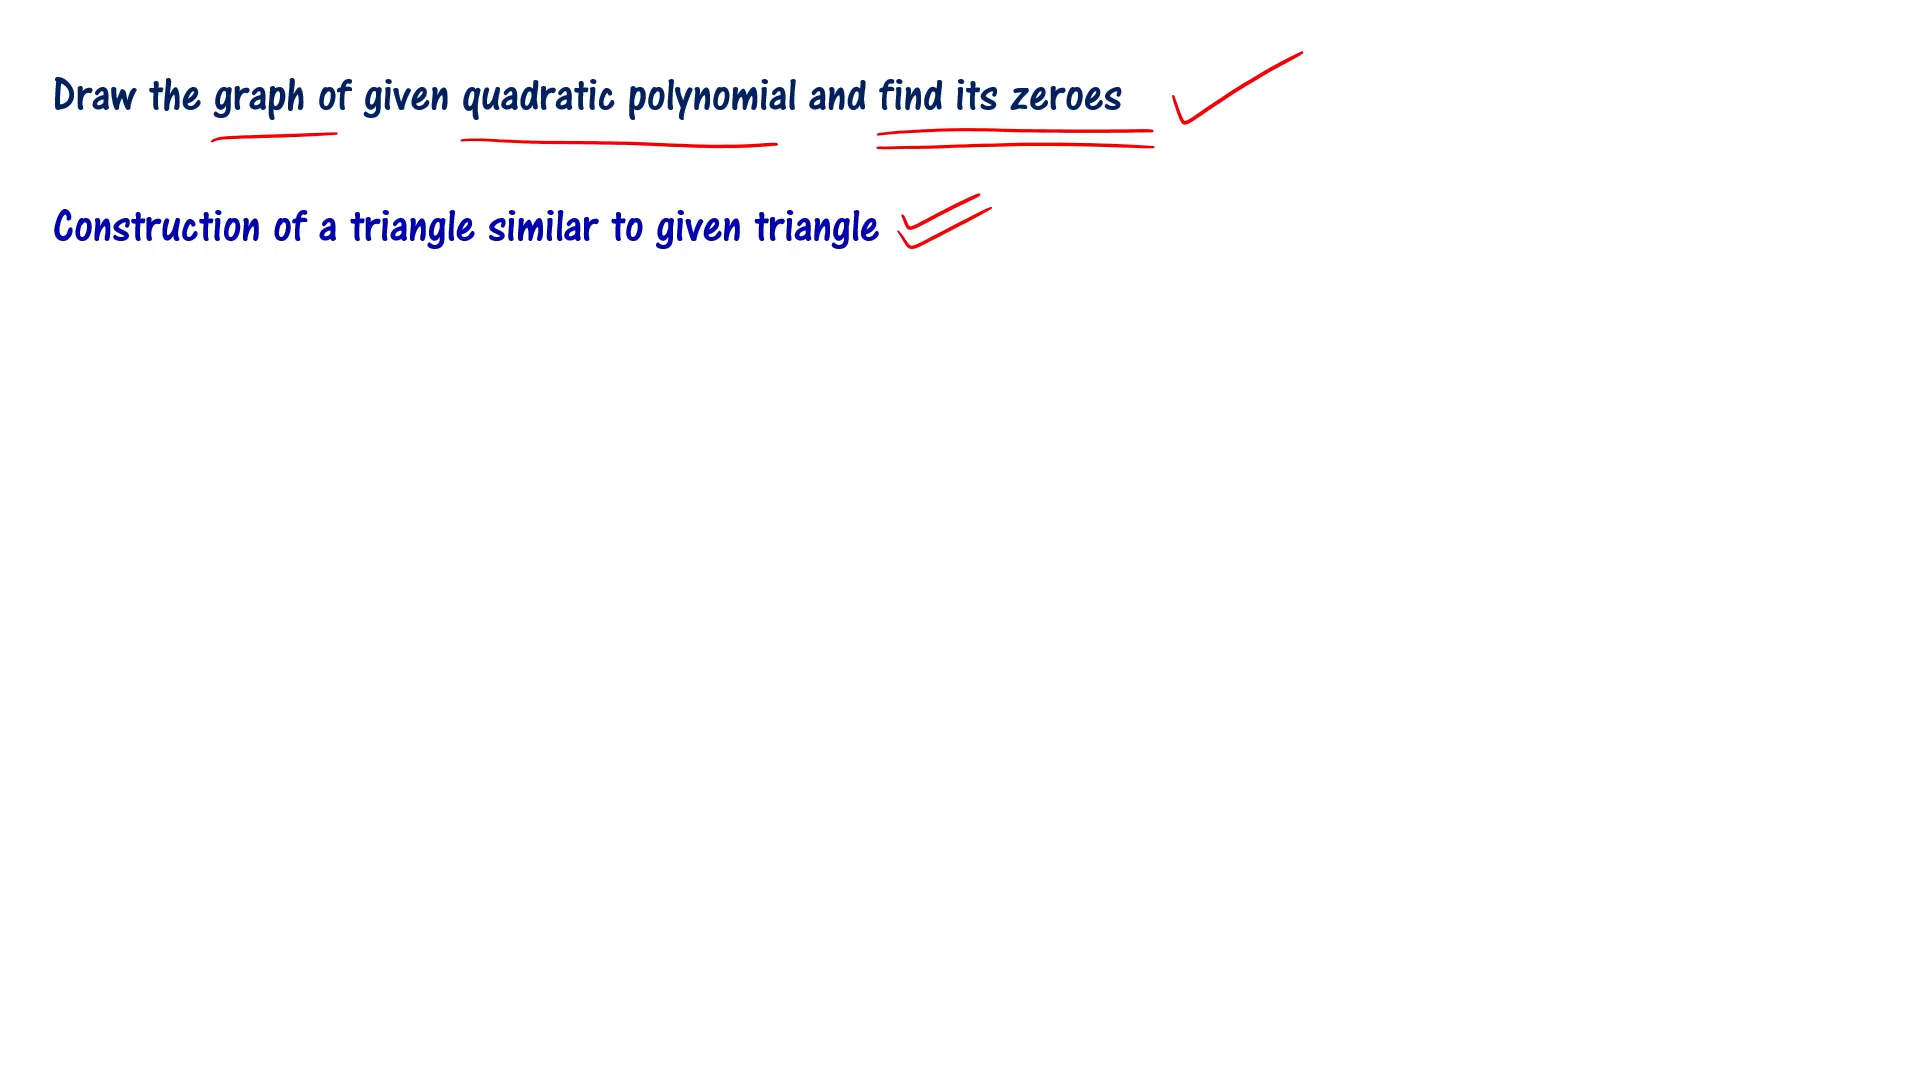 Draw the graph of given quadratic polynomial and find its zeroes
Construction of a triangle similar to given triangle